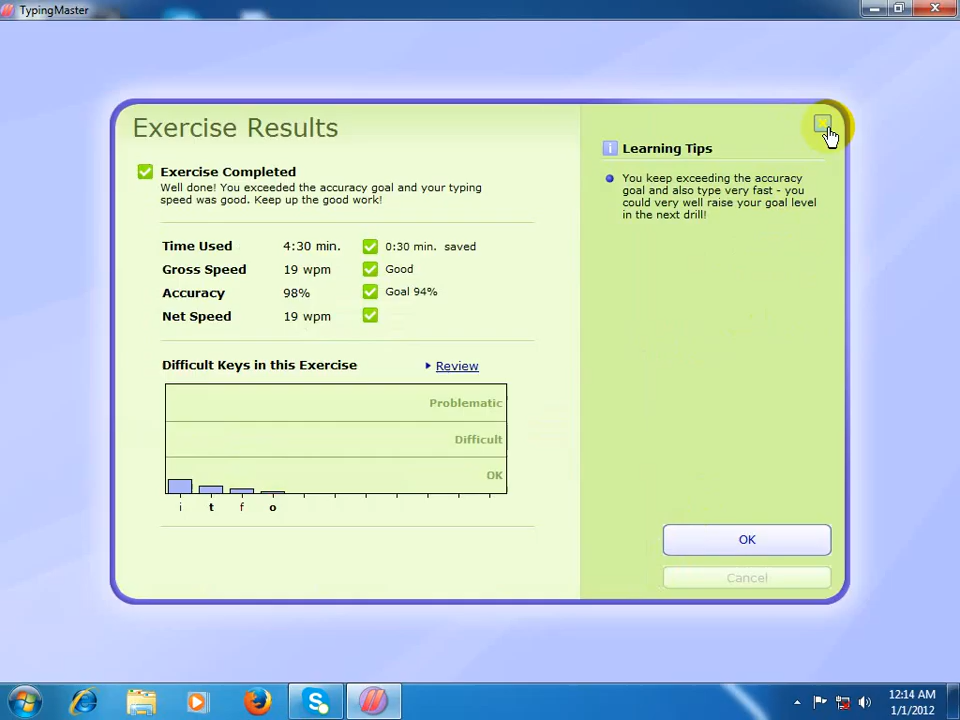 TypingMaster
Exercise Results
Exercise Completed
Well done! You exceeded the accuracy goal and your typing
speed was good. Keep up the good work!
Time Used 4:30 min. 0:30 min. saved
Gross Speed 19 wpm Good
Accuracy 98% Goal 94%
Net Speed 19 wpm
Difficult Keys in this Exercise Review
Problematic
Difficult
OK
i t f o
Learning Tips
You keep exceeding the accuracy
goal and also type very fast - you
could very well raise your goal level
in the next drill!
OK
Cancel
12:14 AM
1/1/2012